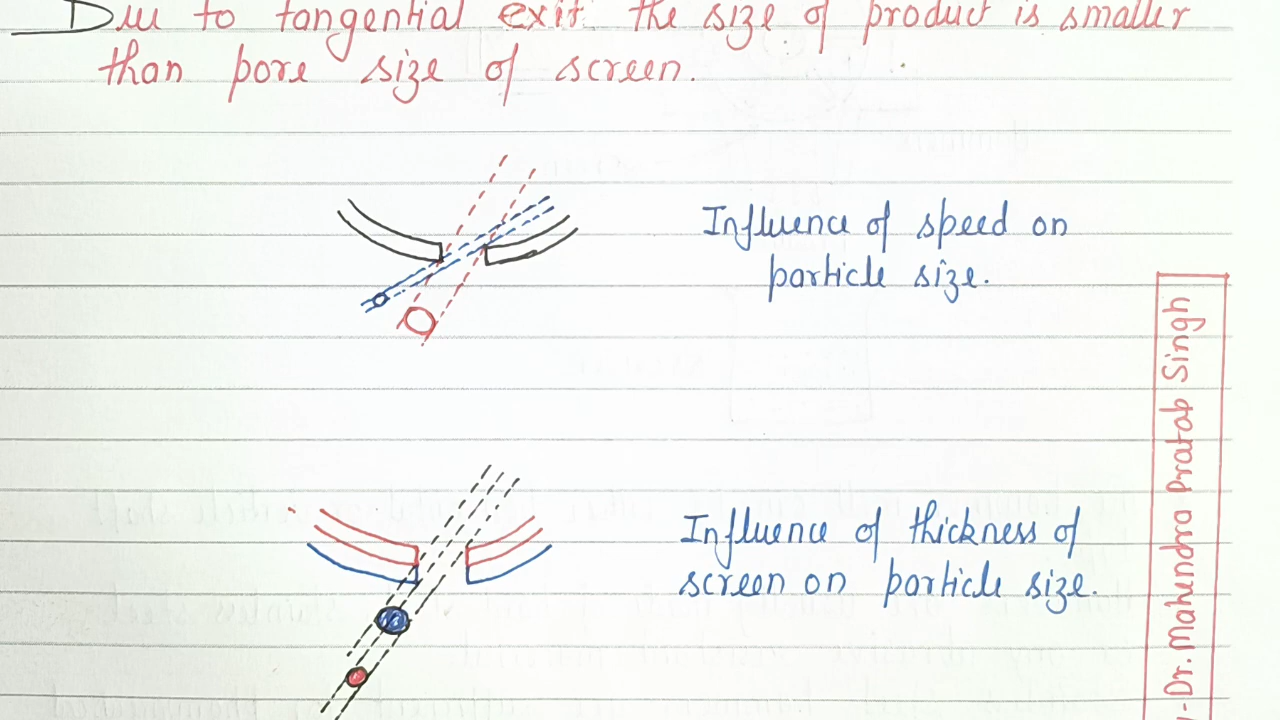 Due to tangential exit the size of product is smaller
than pore size of screen.
Influence of speed on
particle size.
Influence of thickness of
screen on particle size.
-Dr. Mahendra Pratap Singh